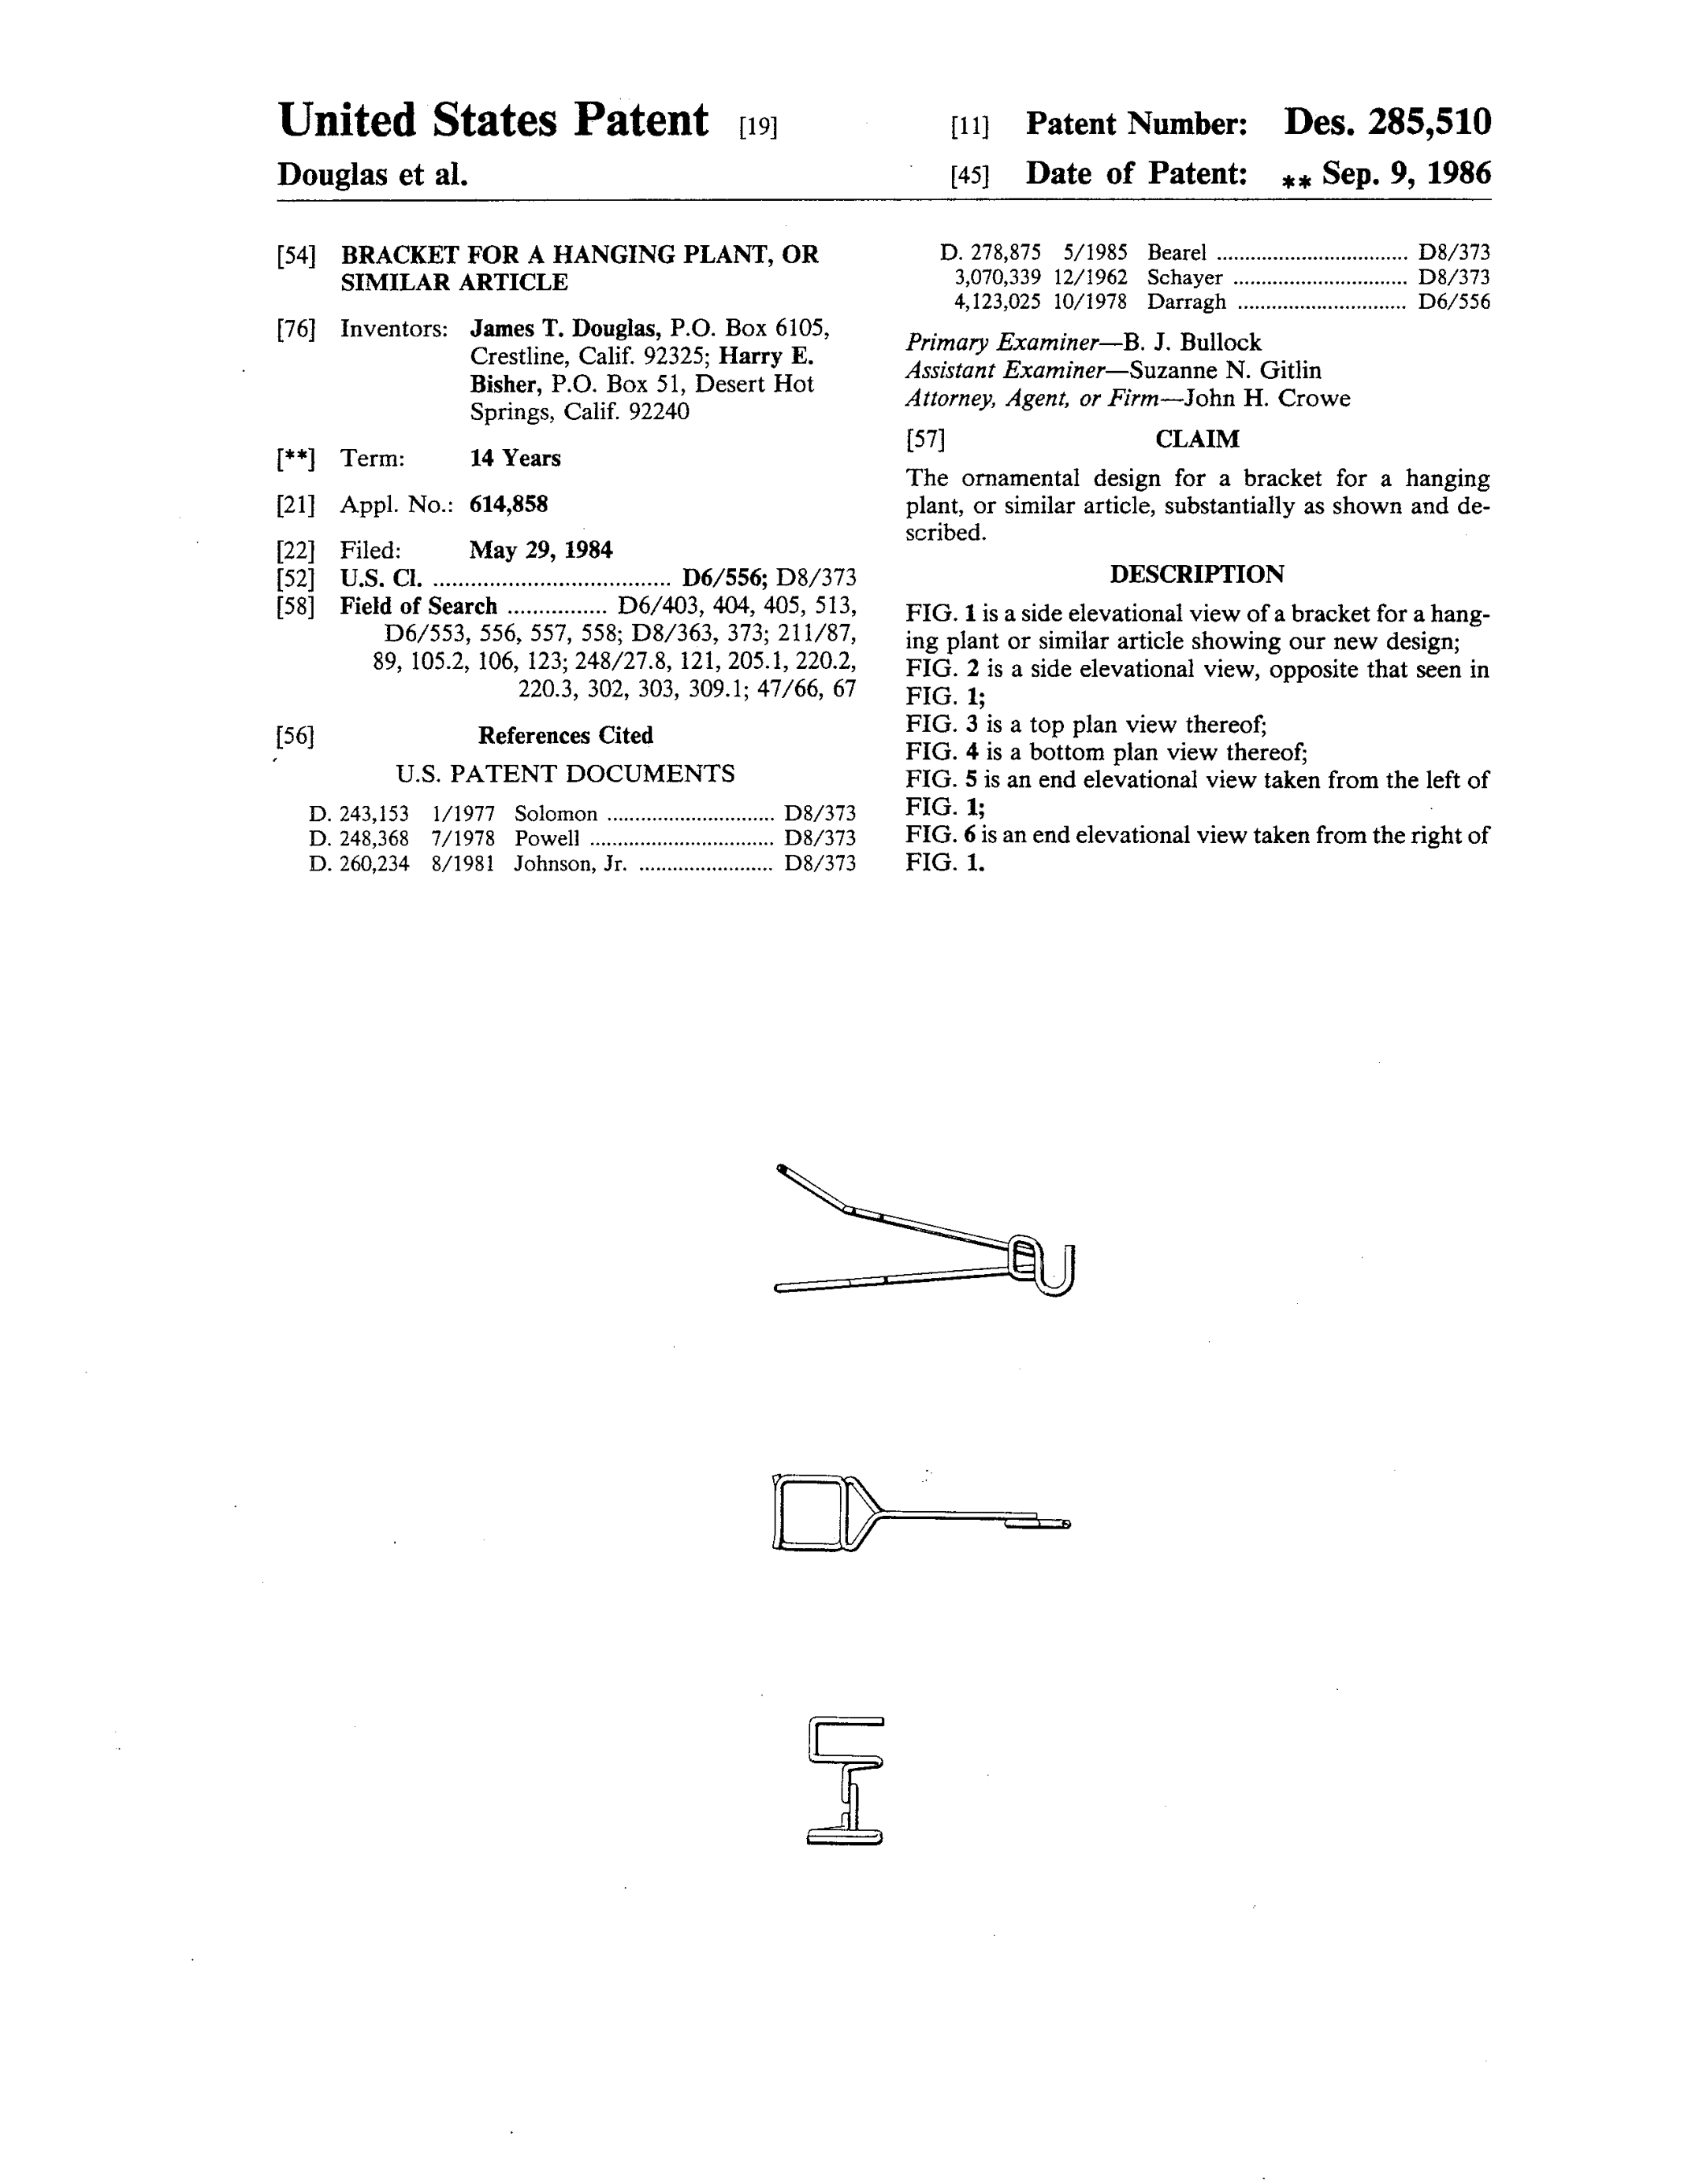 United States Patent [19]
Douglas et al.
[11] Patent Number: Des. 285,510
[45] Date of Patent: ** Sep. 9, 1986
[54] BRACKET FOR A HANGING PLANT, OR
SIMILAR ARTICLE
[76] Inventors: James T. Douglas, P.O. Box 6105,
Crestline, Calif. 92325; Harry E.
Bisher, P.O. Box 51, Desert Hot
Springs, Calif. 92240
[**] Term: 14 Years
[21] Appl. No.: 614,858
[22] Filed: May 29, 1984
[52] U.S. Cl. ...................................... D6/556; D8/373
[58] Field of Search ................ D6/403, 404, 405, 513,
D6/553, 556, 557, 558; D8/363, 373; 211/87,
89, 105.2, 106, 123; 248/27.8, 121, 205.1, 220.2,
220.3, 302, 303, 309.1; 47/66, 67
[56] References Cited
U.S. PATENT DOCUMENTS
D. 243,153 1/1977 Solomon .............................. D8/373
D. 248,368 7/1978 Powell ................................. D8/373
D. 260,234 8/1981 Johnson, Jr. ........................ D8/373
D. 278,875 5/1985 Bearel .................................. D8/373
3,070,339 12/1962 Schayer ............................... D8/373
4,123,025 10/1978 Darragh .............................. D6/556
Primary Examiner—B. J. Bullock
Assistant Examiner—Suzanne N. Gitlin
Attorney, Agent, or Firm—John H. Crowe
[57] CLAIM
The ornamental design for a bracket for a hanging
plant, or similar article, substantially as shown and de-
scribed.
DESCRIPTION
FIG. 1 is a side elevational view of a bracket for a hang-
ing plant or similar article showing our new design;
FIG. 2 is a side elevational view, opposite that seen in
FIG. 1;
FIG. 3 is a top plan view thereof;
FIG. 4 is a bottom plan view thereof;
FIG. 5 is an end elevational view taken from the left of
FIG. 1;
FIG. 6 is an end elevational view taken from the right of
FIG. 1.